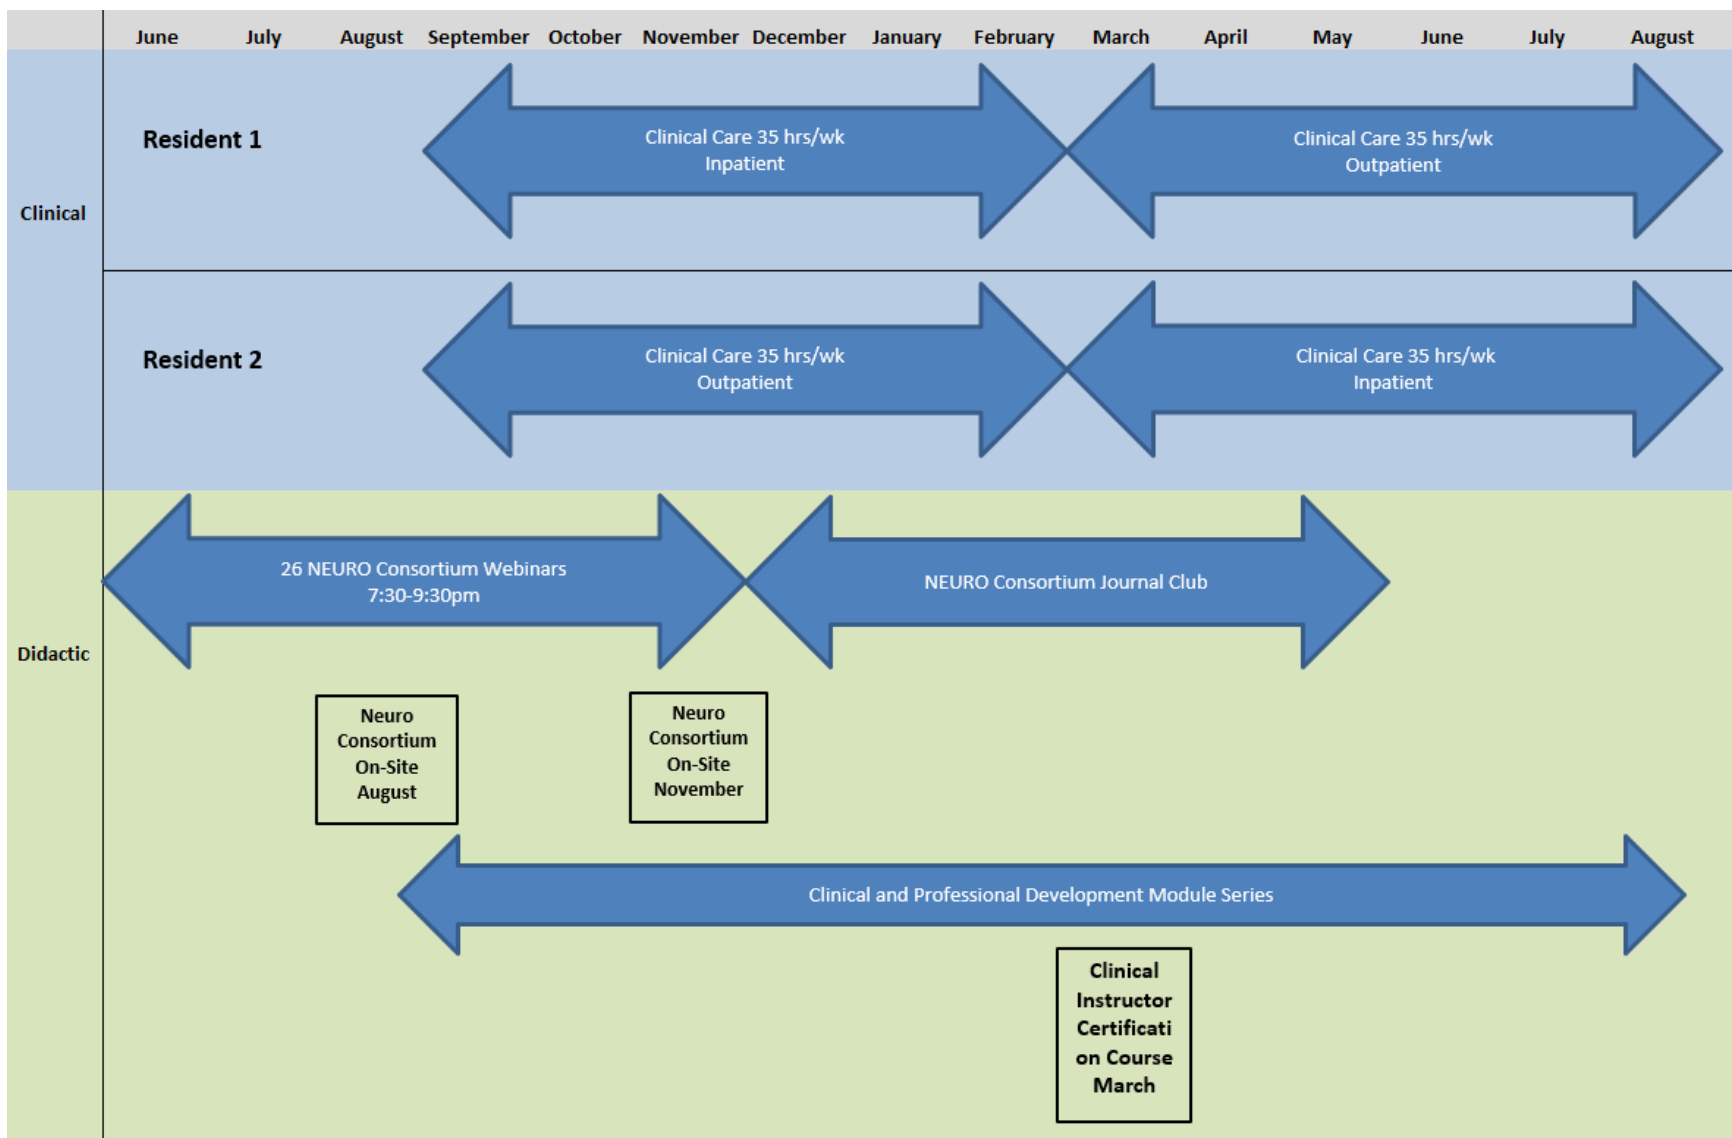 June July August September October November December January February March April May June July August
Clinical
Resident 1
Clinical Care 35 hrs/wk
Inpatient
Clinical Care 35 hrs/wk
Outpatient
Resident 2
Clinical Care 35 hrs/wk
Outpatient
Clinical Care 35 hrs/wk
Inpatient
Didactic
26 NEURO Consortium Webinars
7:30-9:30pm
NEURO Consortium Journal Club
Neuro
Consortium
On-Site
August
Neuro
Consortium
On-Site
November
Clinical and Professional Development Module Series
Clinical
Instructor
Certificati
on Course
March